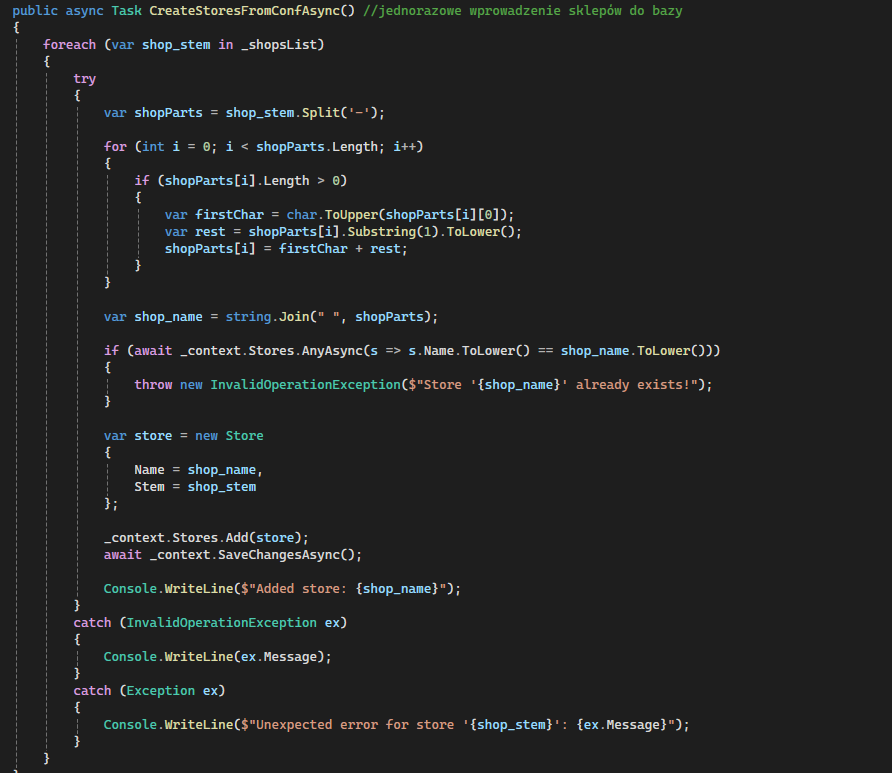 public async Task CreateStoresFromConfAsync() //jednorazowe wprowadzenie sklepów do bazy
{
foreach (var shop_stem in _shopsList)
{
try
{
var shopParts = shop_stem.Split('-');
for (int i = 0; i < shopParts.Length; i++)
{
if (shopParts[i].Length > 0)
{
var firstChar = char.ToUpper(shopParts[i][0]);
var rest = shopParts[i].Substring(1).ToLower();
shopParts[i] = firstChar + rest;
}
}
var shop_name = string.Join(" ", shopParts);
if (await _context.Stores.AnyAsync(s => s.Name.ToLower() == shop_name.ToLower()))
{
throw new InvalidOperationException($"Store '{shop_name}' already exists!");
}
var store = new Store
{
Name = shop_name,
Stem = shop_stem
};
_context.Stores.Add(store);
await _context.SaveChangesAsync();
Console.WriteLine($"Added store: {shop_name}");
}
catch (InvalidOperationException ex)
{
Console.WriteLine(ex.Message);
}
catch (Exception ex)
{
Console.WriteLine($"Unexpected error for store '{shop_stem}': {ex.Message}");
}
}
}